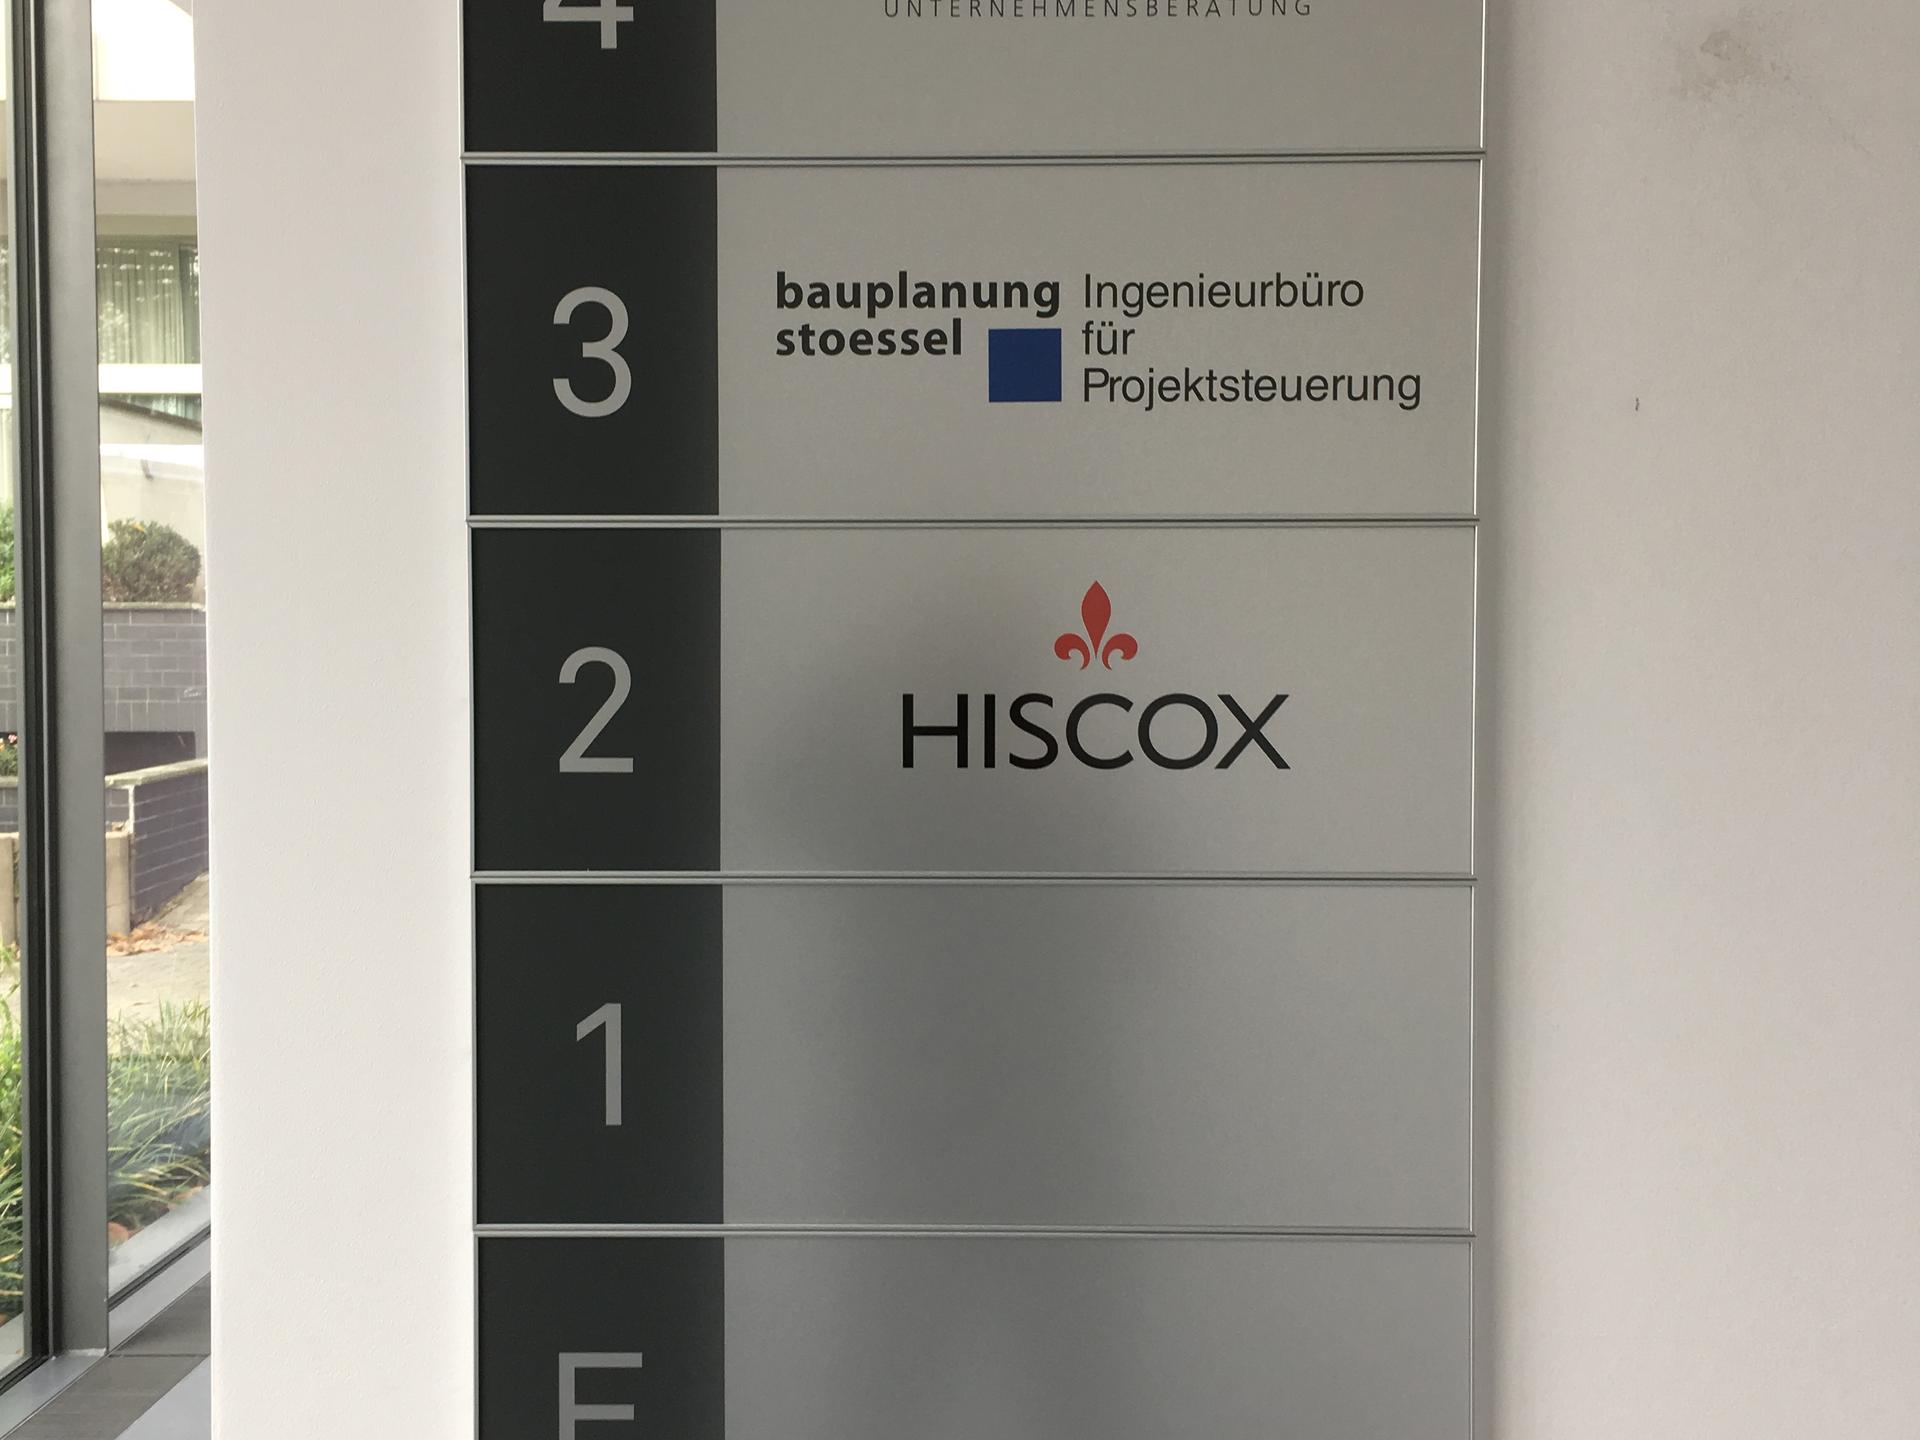 4 UNTERNEHMENSBERATUNG
3 bauplanung stoessel Ingenieurbüro für Projektsteuerung
2 HISCOX
1
E